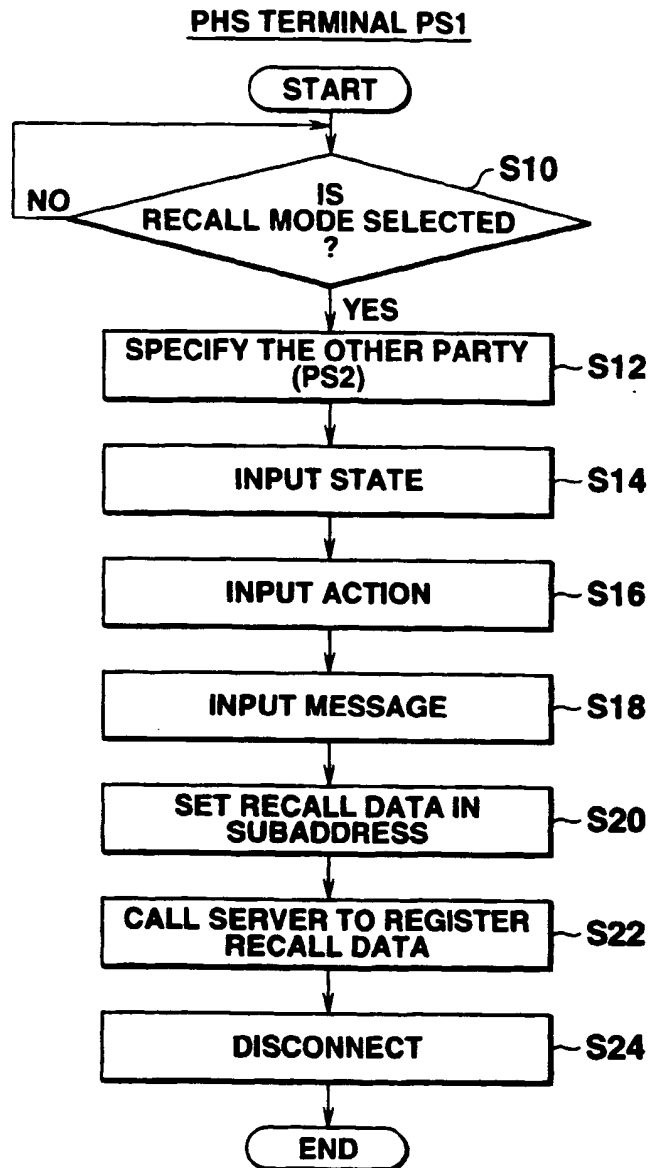 PHS TERMINAL PS1
START
S10
NO
IS
RECALL MODE SELECTED
?
YES
SPECIFY THE OTHER PARTY
(PS2)
S12
INPUT STATE
S14
INPUT ACTION
S16
INPUT MESSAGE
S18
SET RECALL DATA IN
SUBADDRESS
S20
CALL SERVER TO REGISTER
RECALL DATA
S22
DISCONNECT
S24
END